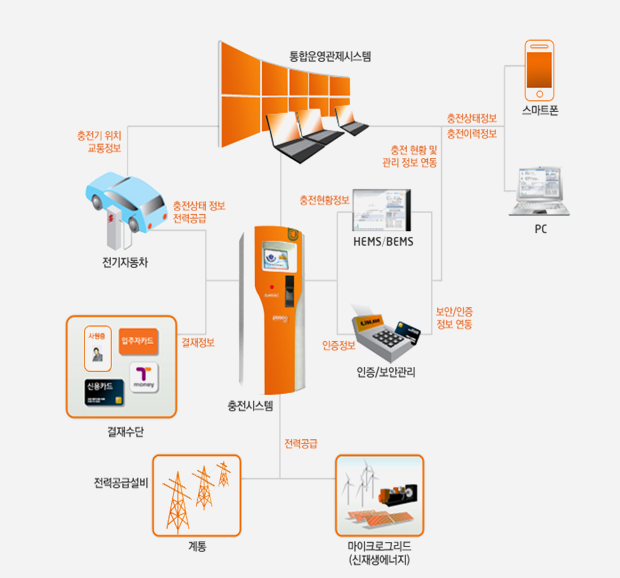 통합운영관제시스템
스마트폰
충전상태정보
충전이력정보
충전기 위치
교통정보
충전 현황 및
관리 정보 연동
충전상태 정보
전력공급
충전현황정보
PC
HEMS/BEMS
전기자동차
보안/인증
정보 연동
사원증
입주자카드
결재정보
인증정보
신용카드
T
money
인증/보안관리
충전시스템
결재수단
전력공급
전력공급설비
계통
마이크로그리드
(신재생에너지)